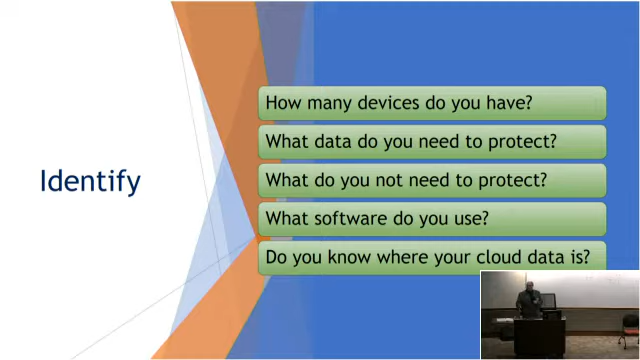 Identify
How many devices do you have?
What data do you need to protect?
What do you not need to protect?
What software do you use?
Do you know where your cloud data is?